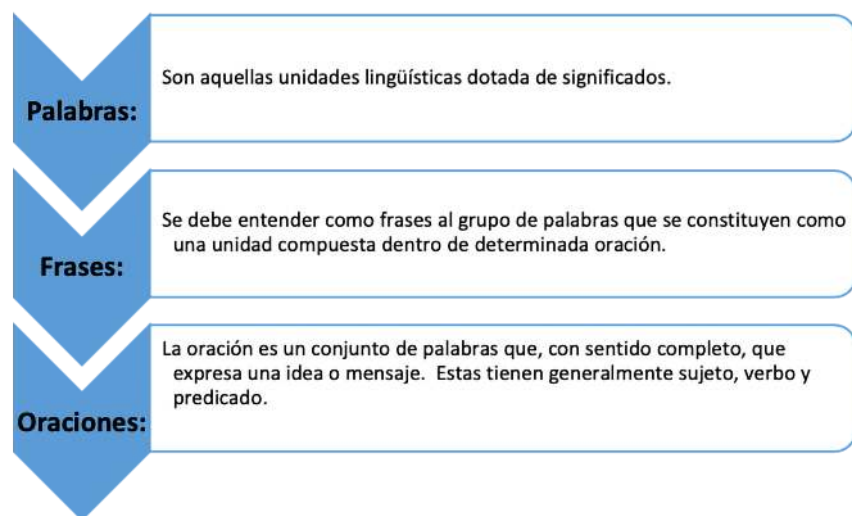 Palabras:
Son aquellas unidades lingüísticas dotada de significados.
Frases:
Se debe entender como frases al grupo de palabras que se constituyen como
una unidad compuesta dentro de determinada oración.
Oraciones:
La oración es un conjunto de palabras que, con sentido completo, que
expresa una idea o mensaje. Estas tienen generalmente sujeto, verbo y
predicado.